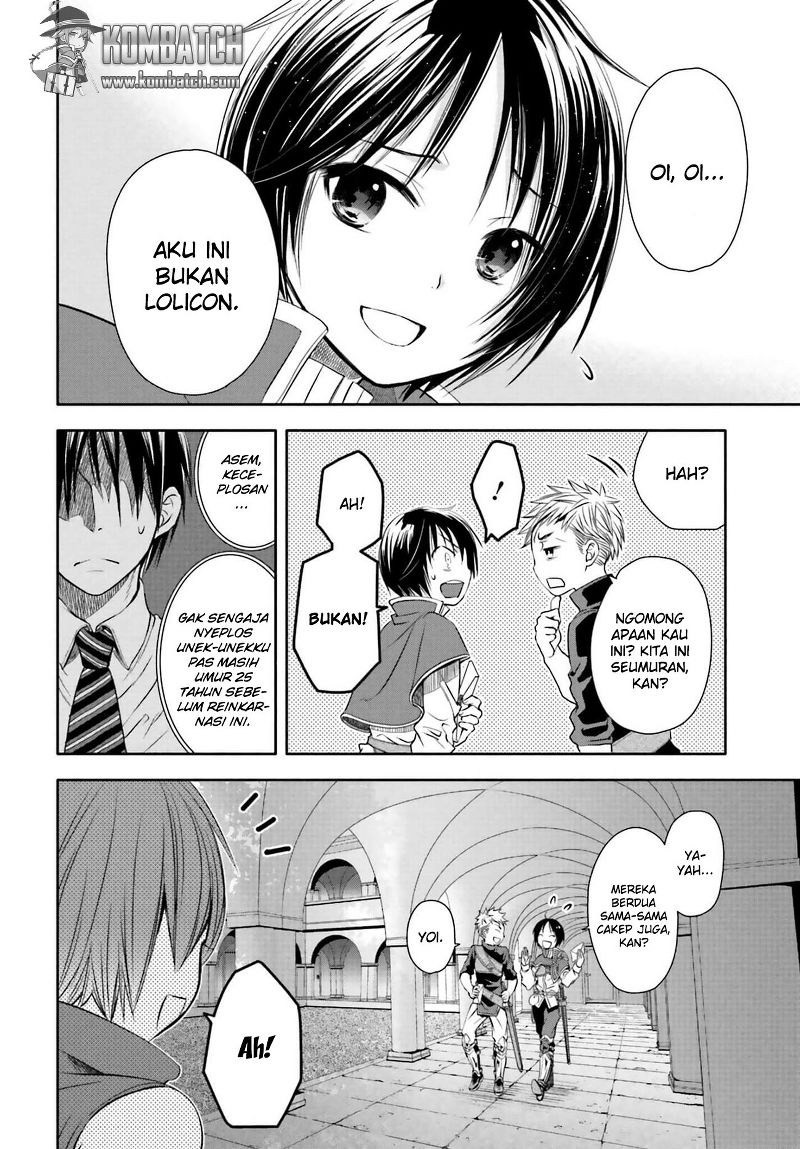 KOMBATCH
www.kombatch.com
OI, OI...
AKU INI
BUKAN
LOLICON.
HAH?
NGOMONG
APAAN KAU
INI? KITA INI
SEUMURAN,
KAN?
!
AH!
BUKAN!
ASEM,
KECE-
PLOSAN
...
GAK SENGAJA
NYEPLOS
UNEK-UNEKKU
PAS MASIH
UMUR 25
TAHUN SEBE-
LUM REINKAR-
NASI INI.
YA-
YAH...
MEREKA
BERDUA
SAMA-SAMA
CAKEP JUGA,
KAN?
YOI.
Ah!